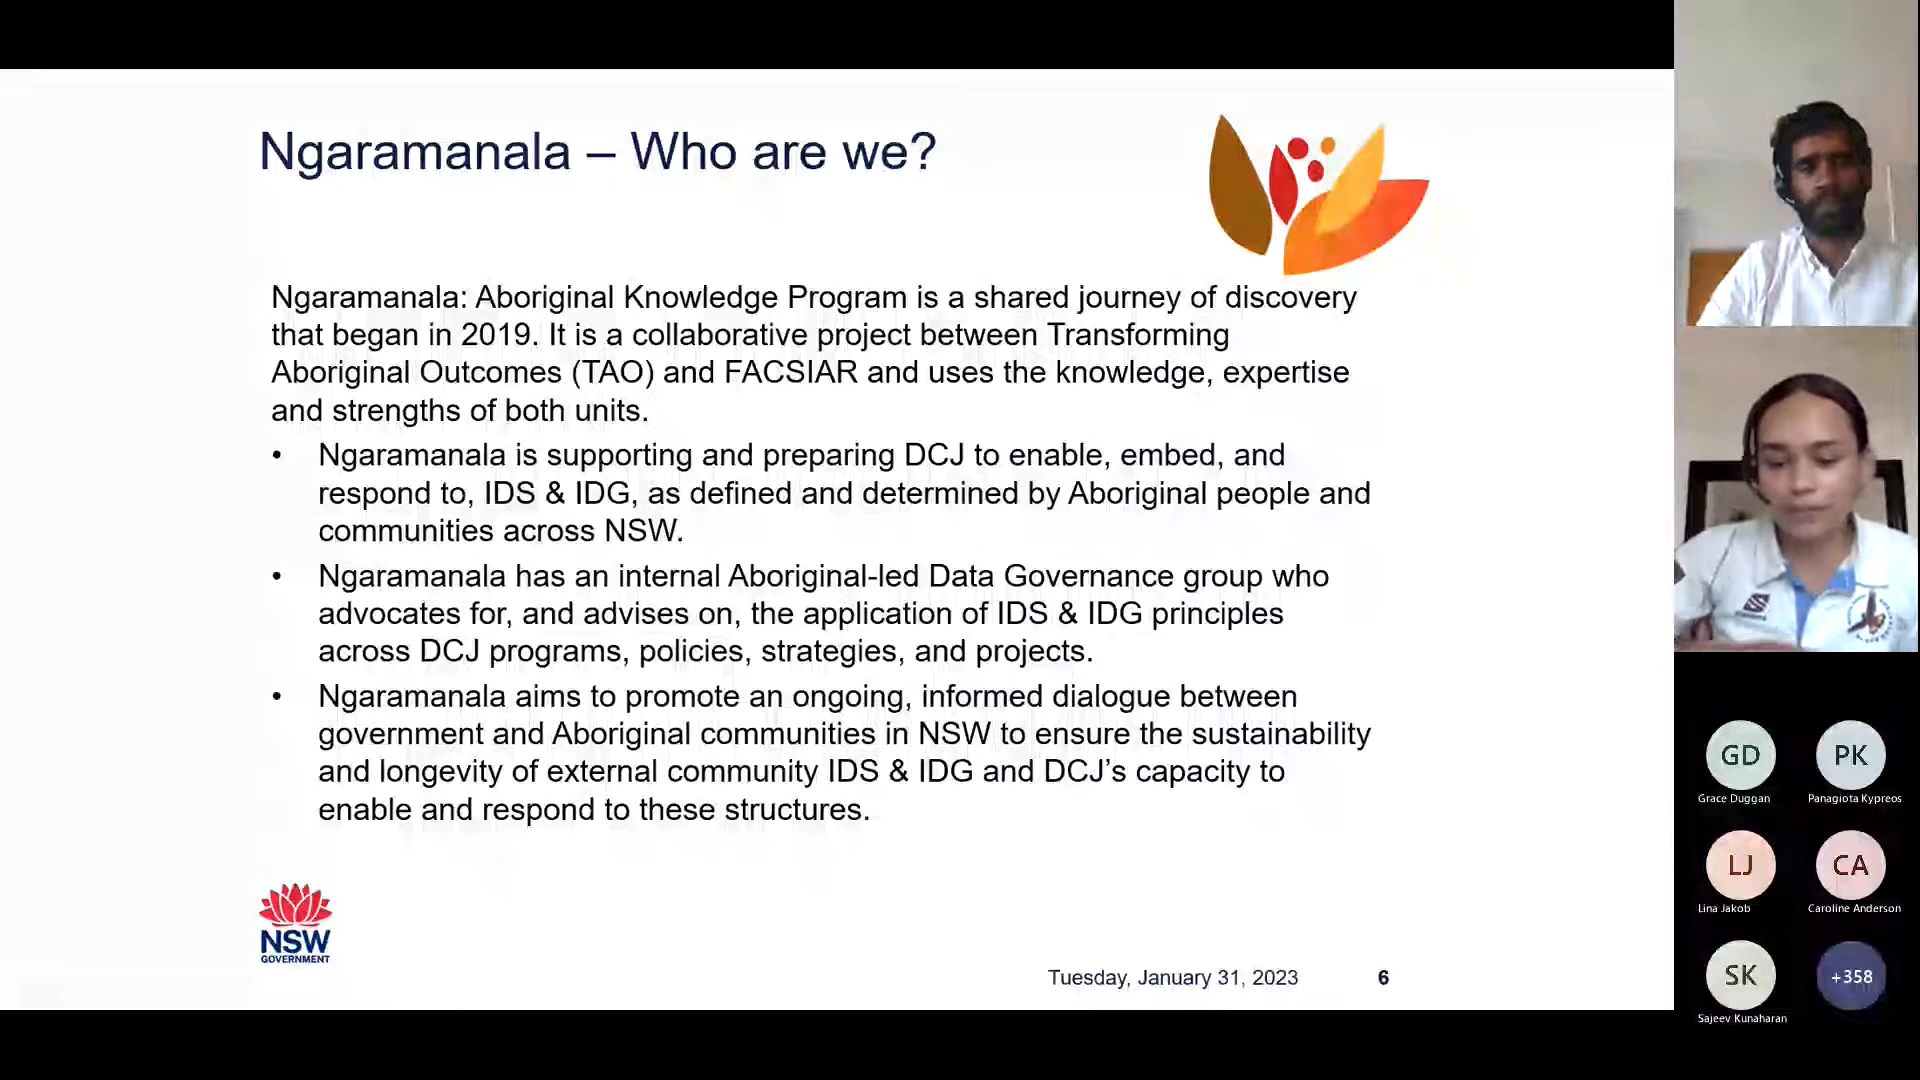 Ngaramanala – Who are we?
Ngaramanala: Aboriginal Knowledge Program is a shared journey of discovery
that began in 2019. It is a collaborative project between Transforming
Aboriginal Outcomes (TAO) and FACSIAR and uses the knowledge, expertise
and strengths of both units.
• Ngaramanala is supporting and preparing DCJ to enable, embed, and
respond to, IDS & IDG, as defined and determined by Aboriginal people and
communities across NSW.
• Ngaramanala has an internal Aboriginal-led Data Governance group who
advocates for, and advises on, the application of IDS & IDG principles
across DCJ programs, policies, strategies, and projects.
• Ngaramanala aims to promote an ongoing, informed dialogue between
government and Aboriginal communities in NSW to ensure the sustainability
and longevity of external community IDS & IDG and DCJ’s capacity to
enable and respond to these structures.
NSW
GOVERNMENT
Tuesday, January 31, 2023 6
GD PK
Grace Duggan Panagiota Kypreos
LJ CA
Lina Jakob Caroline Anderson
SK +358
Sajeev Kunaharan